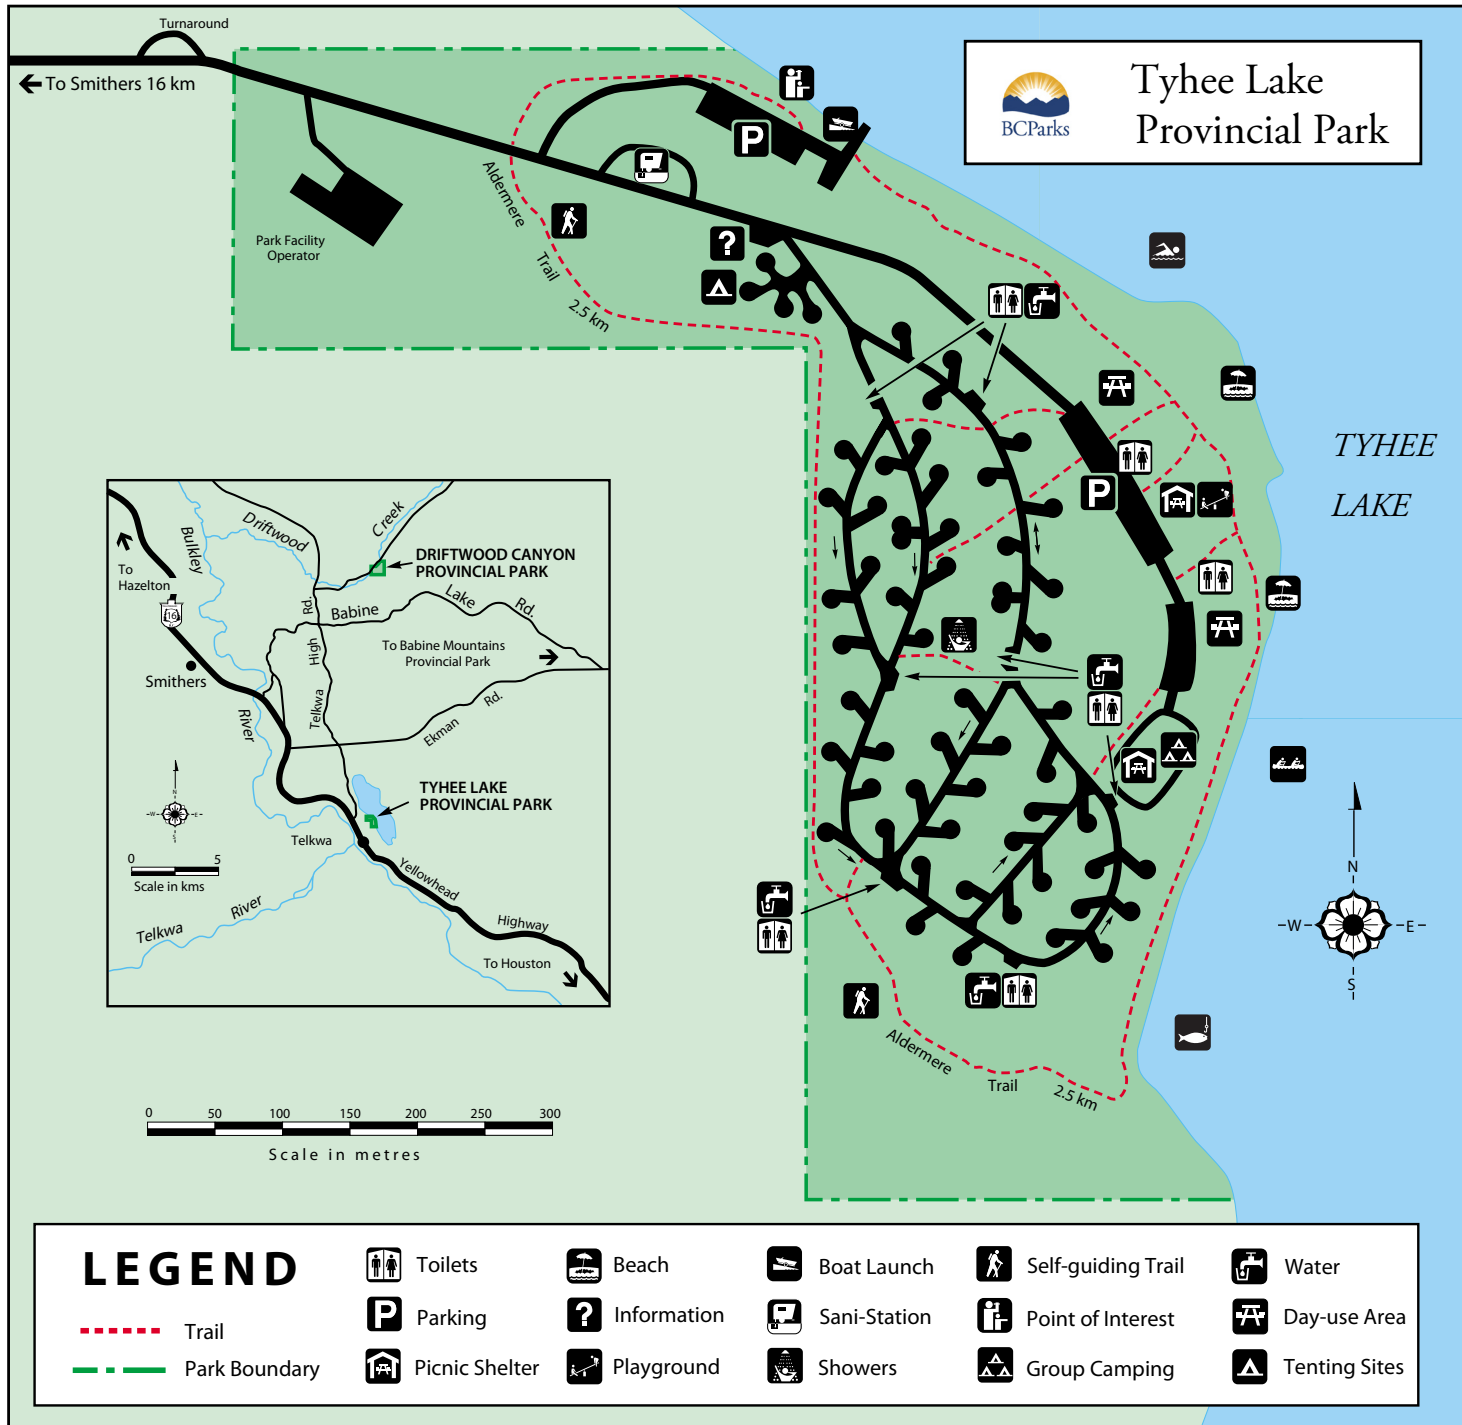 Turnaround
To Smithers 16 km
BCParks
Tyhee Lake
Provincial Park
P
Aldermere
Trail
2.5 km
Park Facility
Operator
?
TYHEE
LAKE
P
Driftwood
Creek
Bulkley
River
To
Hazelton
16
DRIFTWOOD CANYON
PROVINCIAL PARK
Babine
Lake
Rd.
High
Rd.
Telkwa
To Babine Mountains
Provincial Park
Smithers
Ekman
Rd.
TYHEE LAKE
PROVINCIAL PARK
N
W
E
S
0
5
Scale in kms
Telkwa
Yellowhead
Highway
Telkwa
River
To Houston
N
W
E
S
Aldermere
Trail
2.5 km
0 50 100 150 200 250 300
Scale in metres
LEGEND
Trail
Park Boundary
Toilets
P Parking
Picnic Shelter
Beach
? Information
Playground
Boat Launch
Sani-Station
Showers
Self-guiding Trail
Point of Interest
Group Camping
Water
Day-use Area
Tenting Sites